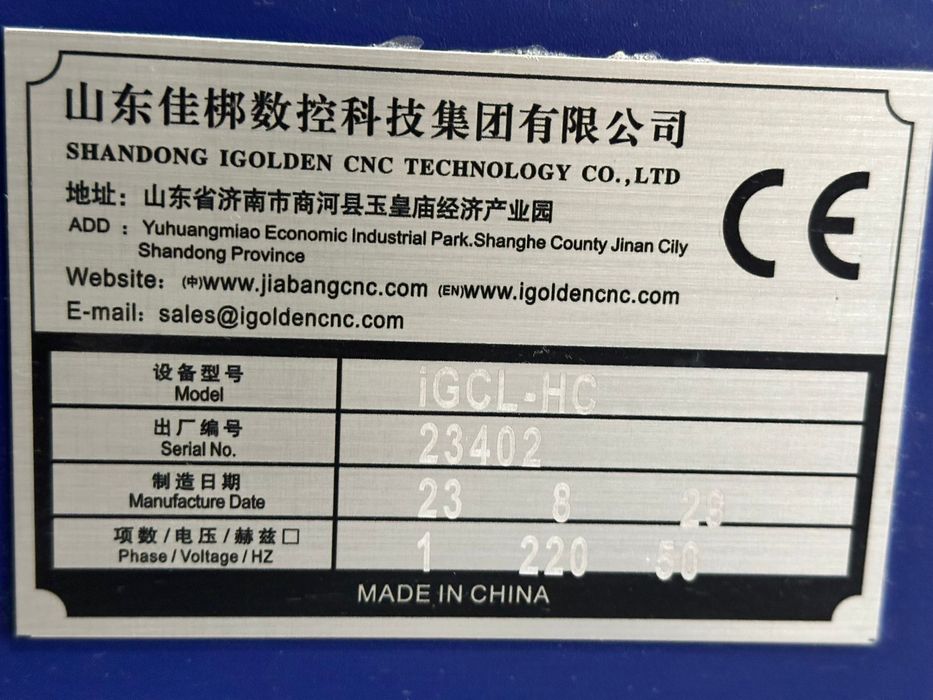 山东佳梆数控科技集团有限公司
SHANDONG IGOLDEN CNC TECHNOLOGY CO.,LTD
地址：山东省济南市商河县玉皇庙经济产业园
ADD : Yuhuangmiao Economic Industrial Park.Shanghe County Jinan Cily
Shandong Province
Website: (中)www.jiabangcnc.com (EN)www.igoldencnc.com
E-mail: sales@igoldencnc.com
CE
设备型号
Model
iGCL-HC
出厂编号
Serial No.
23402
制造日期
Manufacture Date
23 8 28
项数/电压/赫兹□
Phase/Voltage/HZ
1 220 50
MADE IN CHINA